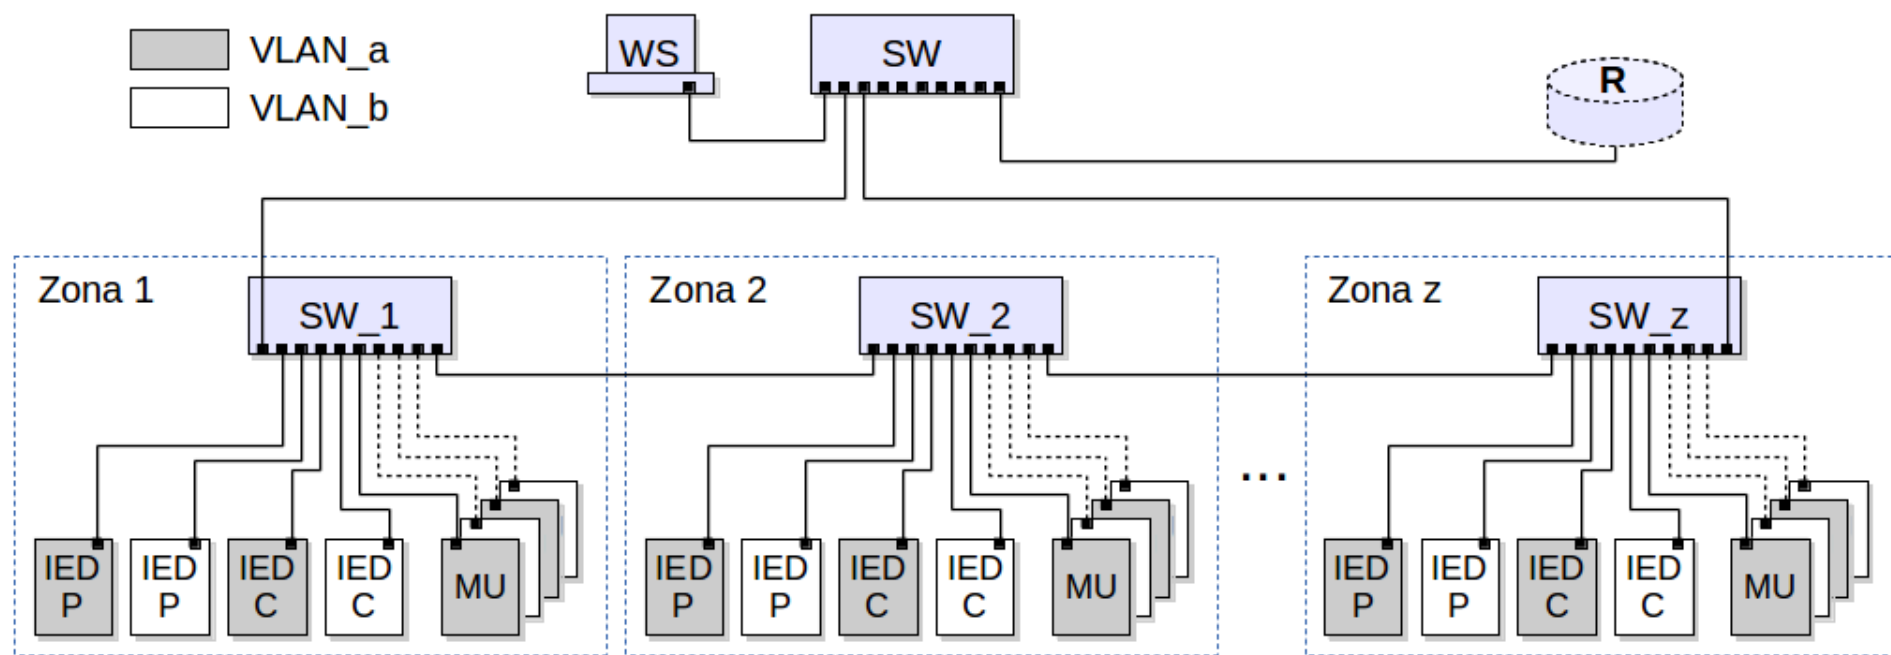 VLAN_a
VLAN_b
WS
SW
R
Zona 1
SW_1
IED
P
IED
P
IED
C
IED
C
MU
Zona 2
SW_2
IED
P
IED
P
IED
C
IED
C
MU
...
Zona z
SW_z
IED
P
IED
P
IED
C
IED
C
MU